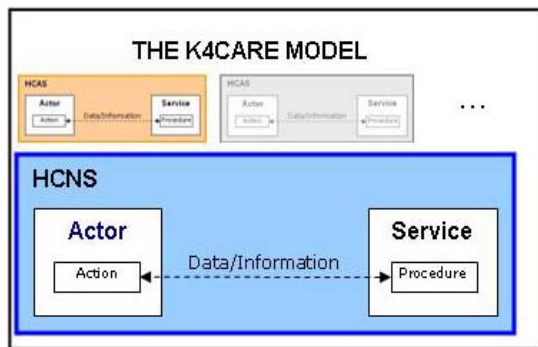 THE K4CARE MODEL
HCAS
Actor
Service
Action
Data/Information
Procedure
HCAS
Actor
Service
Action
Data/Information
Procedure
...
HCNS
Actor
Service
Action
Data/Information
Procedure